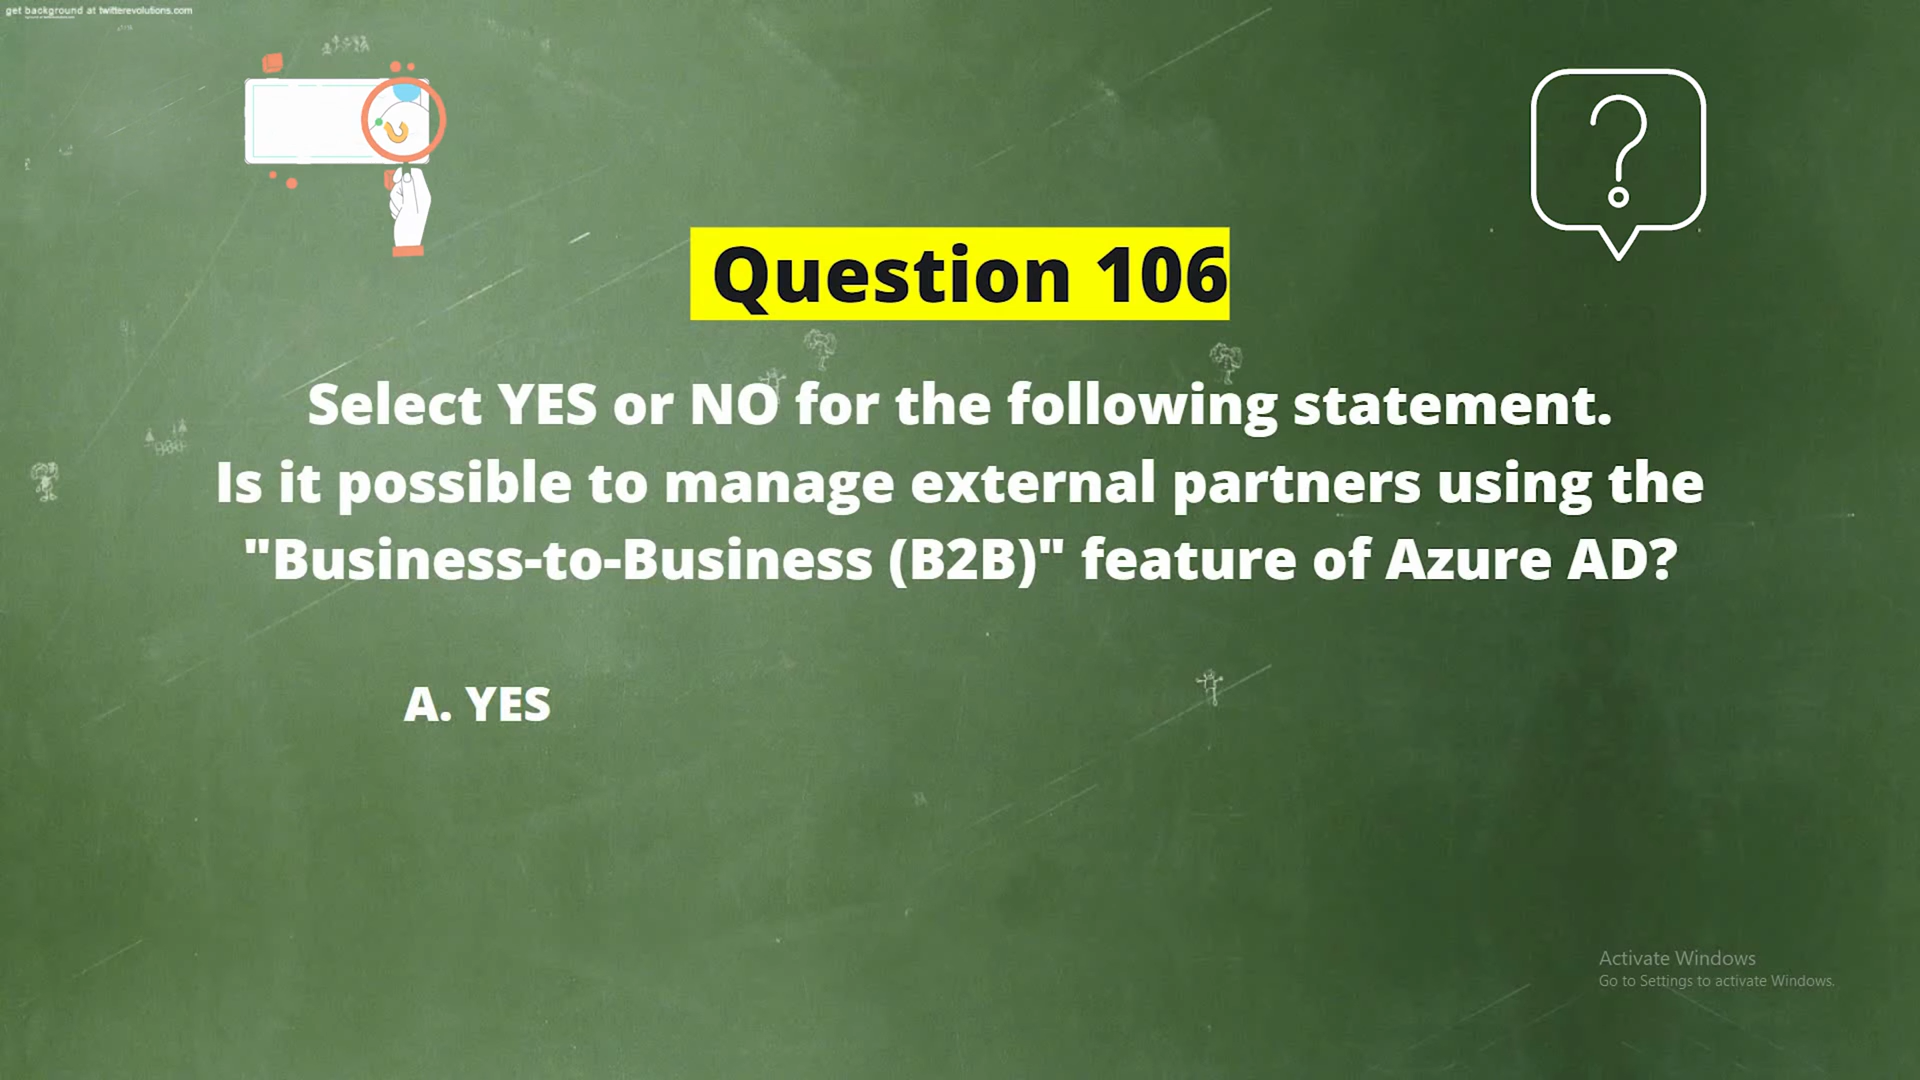 get background at twitterevolutions.com
Question 106
Select YES or NO for the following statement.
Is it possible to manage external partners using the
"Business-to-Business (B2B)" feature of Azure AD?
A. YES
Activate Windows
Go to Settings to activate Windows.